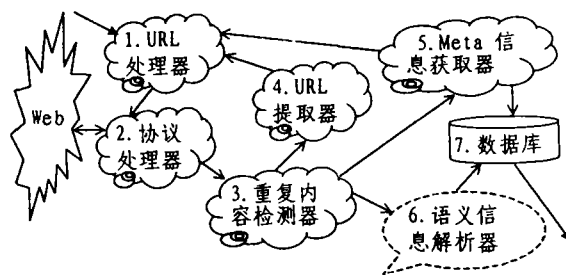 1.URL
处理器
5.Meta 信
息获取器
4.URL
提取器
Web
2.协议
处理器
7.数据库
3.重复内
容检测器
6.语义信
息解析器